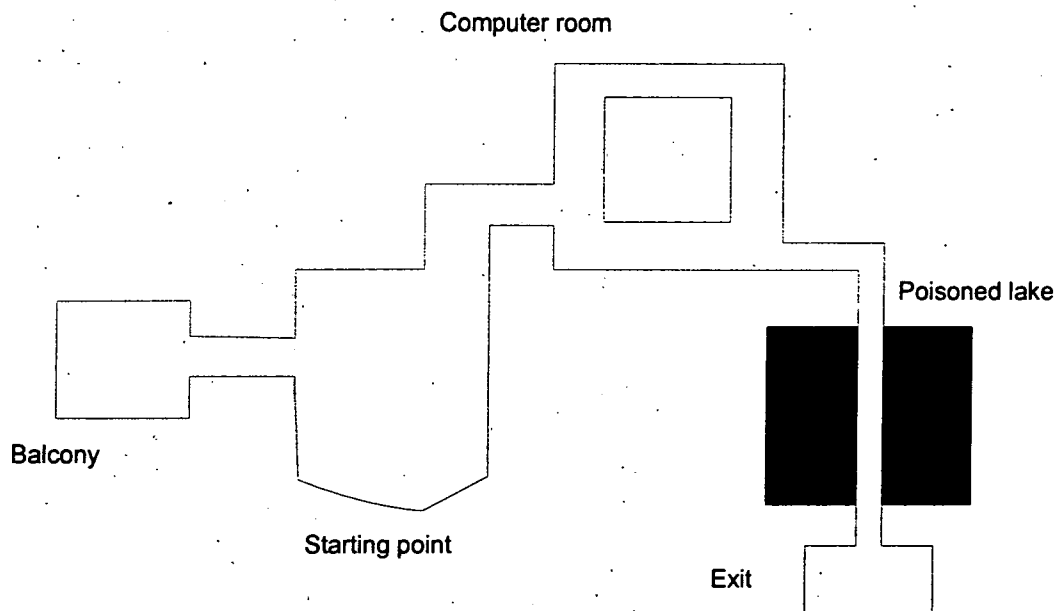 Computer room
Poisoned lake
Balcony
Starting point
Exit